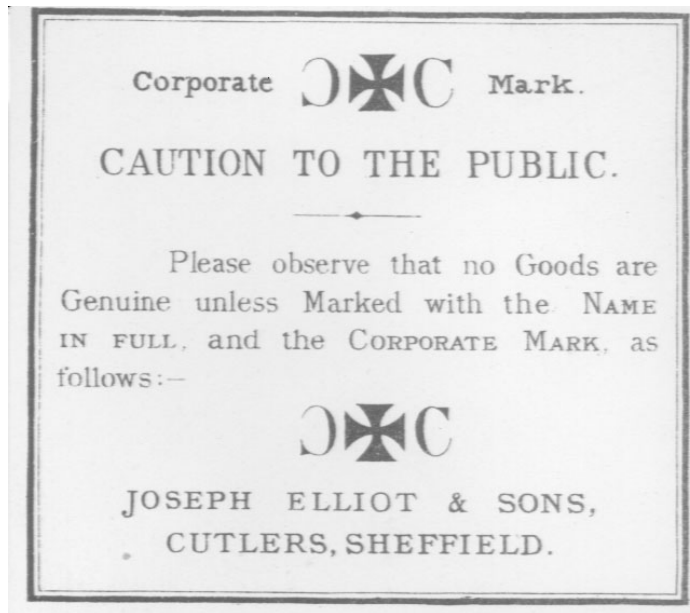 Corporate Ɔ✠C Mark.
CAUTION TO THE PUBLIC.
Please observe that no Goods are
Genuine unless Marked with the NAME
IN FULL, and the CORPORATE MARK, as
follows:—
Ɔ✠C
JOSEPH ELLIOT & SONS,
CUTLERS, SHEFFIELD.